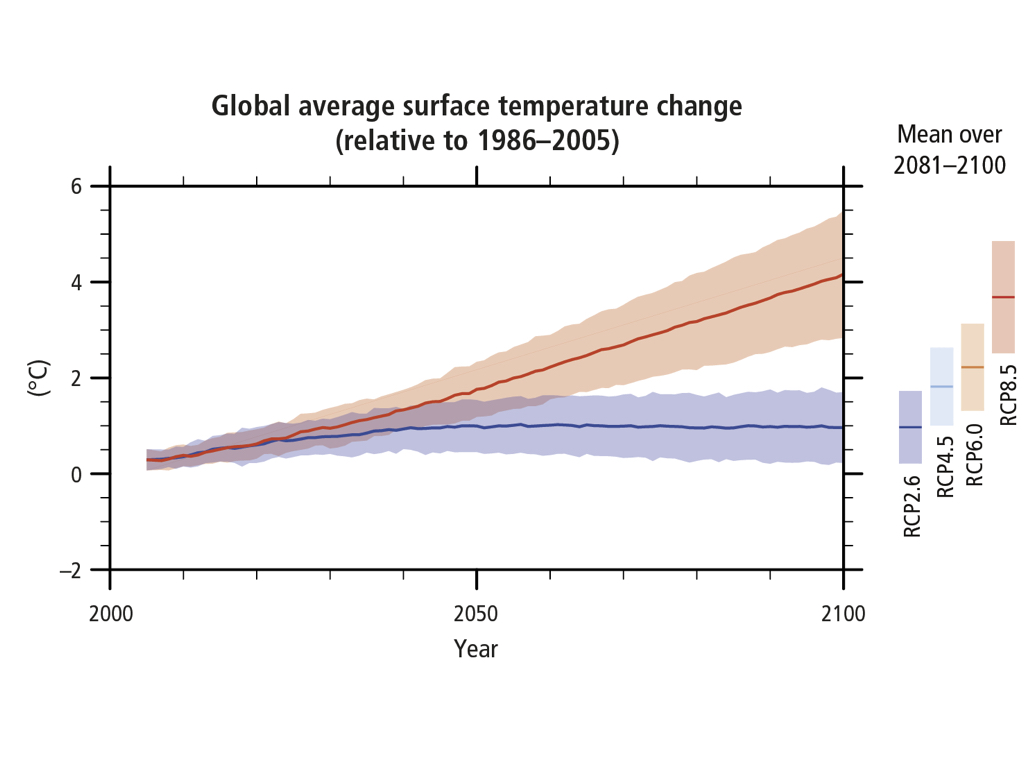 Global average surface temperature change
(relative to 1986–2005)
Mean over
2081–2100
6
4
2
0
–2
(°C)
2000
2050
2100
Year
RCP2.6
RCP4.5
RCP6.0
RCP8.5